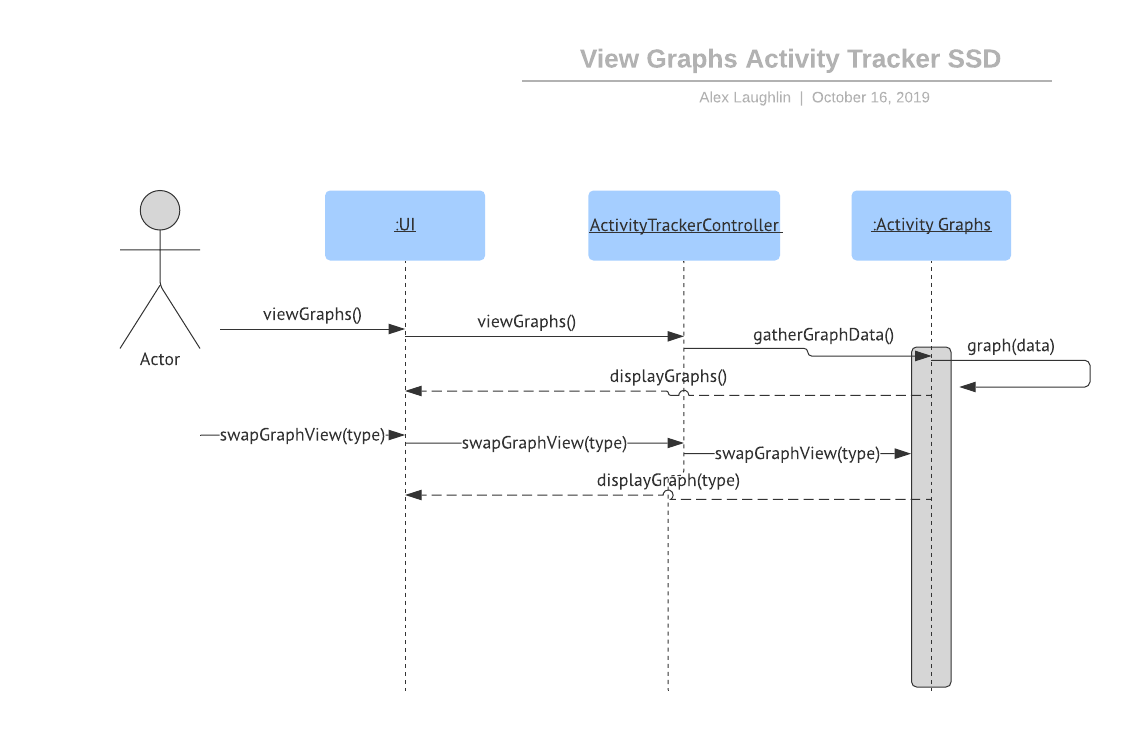 View Graphs Activity Tracker SSD
Alex Laughlin | October 16, 2019
:UI
ActivityTrackerController
:Activity Graphs
Actor
viewGraphs()
viewGraphs()
gatherGraphData()
graph(data)
displayGraphs()
swapGraphView(type)
swapGraphView(type)
swapGraphView(type)
displayGraph(type)